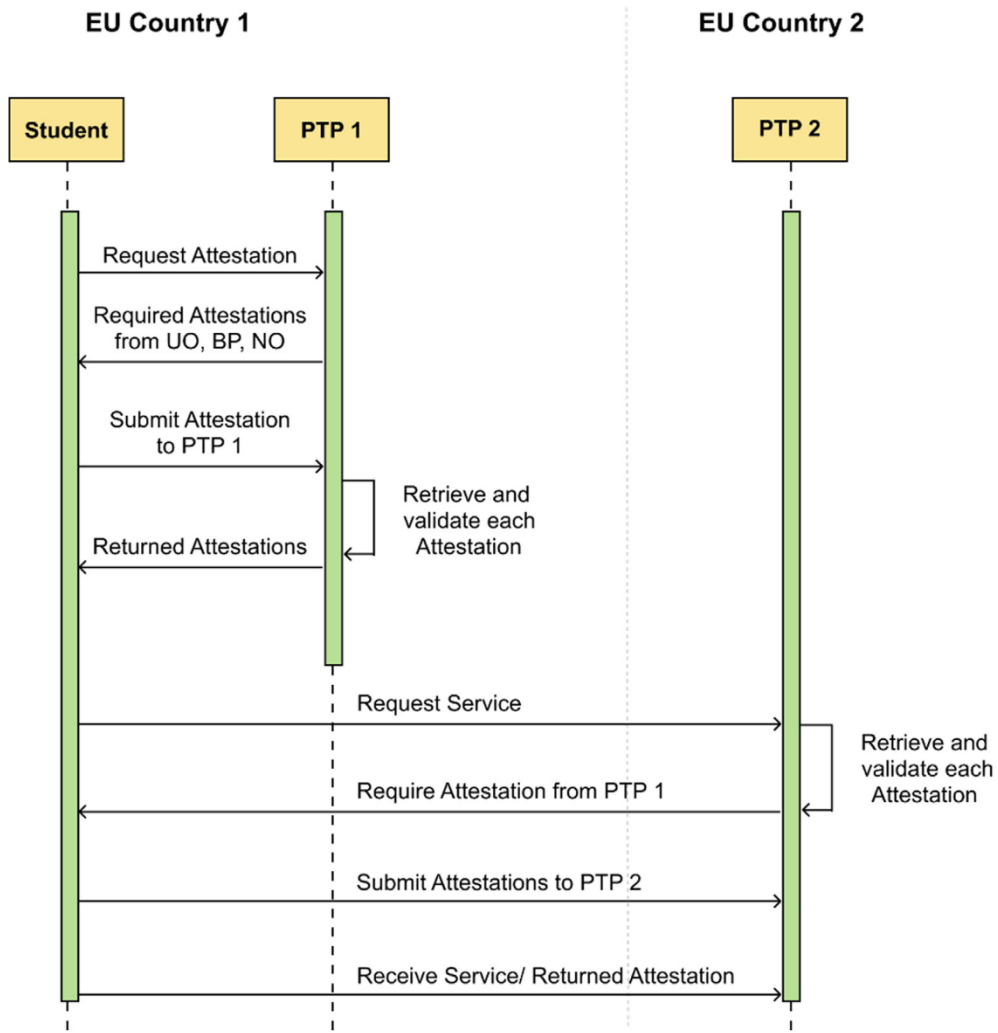 EU Country 1
EU Country 2
Student
PTP 1
PTP 2
Request Attestation
Required Attestations
from UO, BP, NO
Submit Attestation
to PTP 1
Retrieve and
validate each
Attestation
Returned Attestations
Request Service
Retrieve and
validate each
Attestation
Require Attestation from PTP 1
Submit Attestations to PTP 2
Receive Service/ Returned Attestation